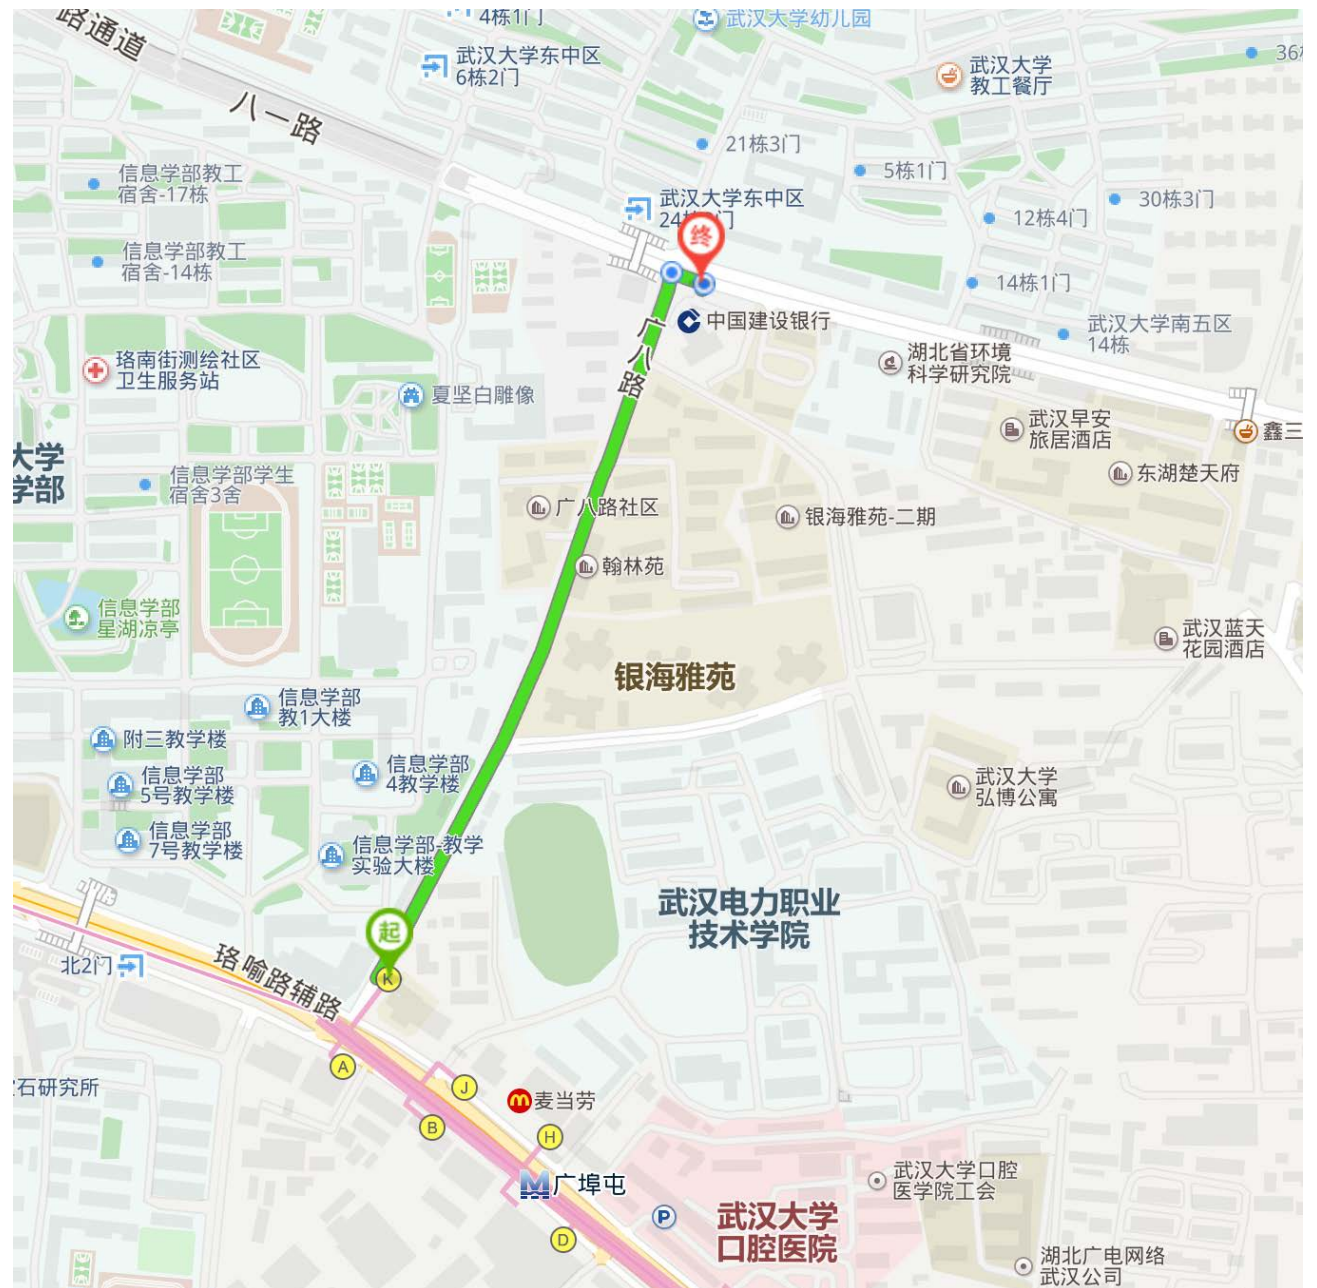 4栋1门
武汉大学幼儿园
路通道
武汉大学东中区
6栋2门
武汉大学
教工餐厅
八一路
21栋3门
5栋1门
信息学部教工
宿舍-17栋
武汉大学东中区
30栋3门
12栋4门
终
信息学部教工
宿舍-14栋
14栋1门
中国建设银行
武汉大学南五区
14栋
广八路
湖北省环境
科学研究院
珞南街测绘社区
卫生服务站
夏坚白雕像
武汉早安
旅居酒店
鑫三
大学
学部
信息学部学生
宿舍3舍
东湖楚天府
广八路社区
银海雅苑-二期
翰林苑
信息学部
星湖凉亭
武汉蓝天
花园酒店
银海雅苑
信息学部
教1大楼
附三教学楼
信息学部
4教学楼
信息学部
5号教学楼
武汉大学
弘博公寓
信息学部
7号教学楼
信息学部-教学
实验大楼
武汉电力职业
技术学院
起
K
北2门
珞喻路辅路
A
J
石研究所
麦当劳
B
H
广埠屯
武汉大学口腔
医学院工会
P
武汉大学
口腔医院
D
湖北广电网络
武汉公司